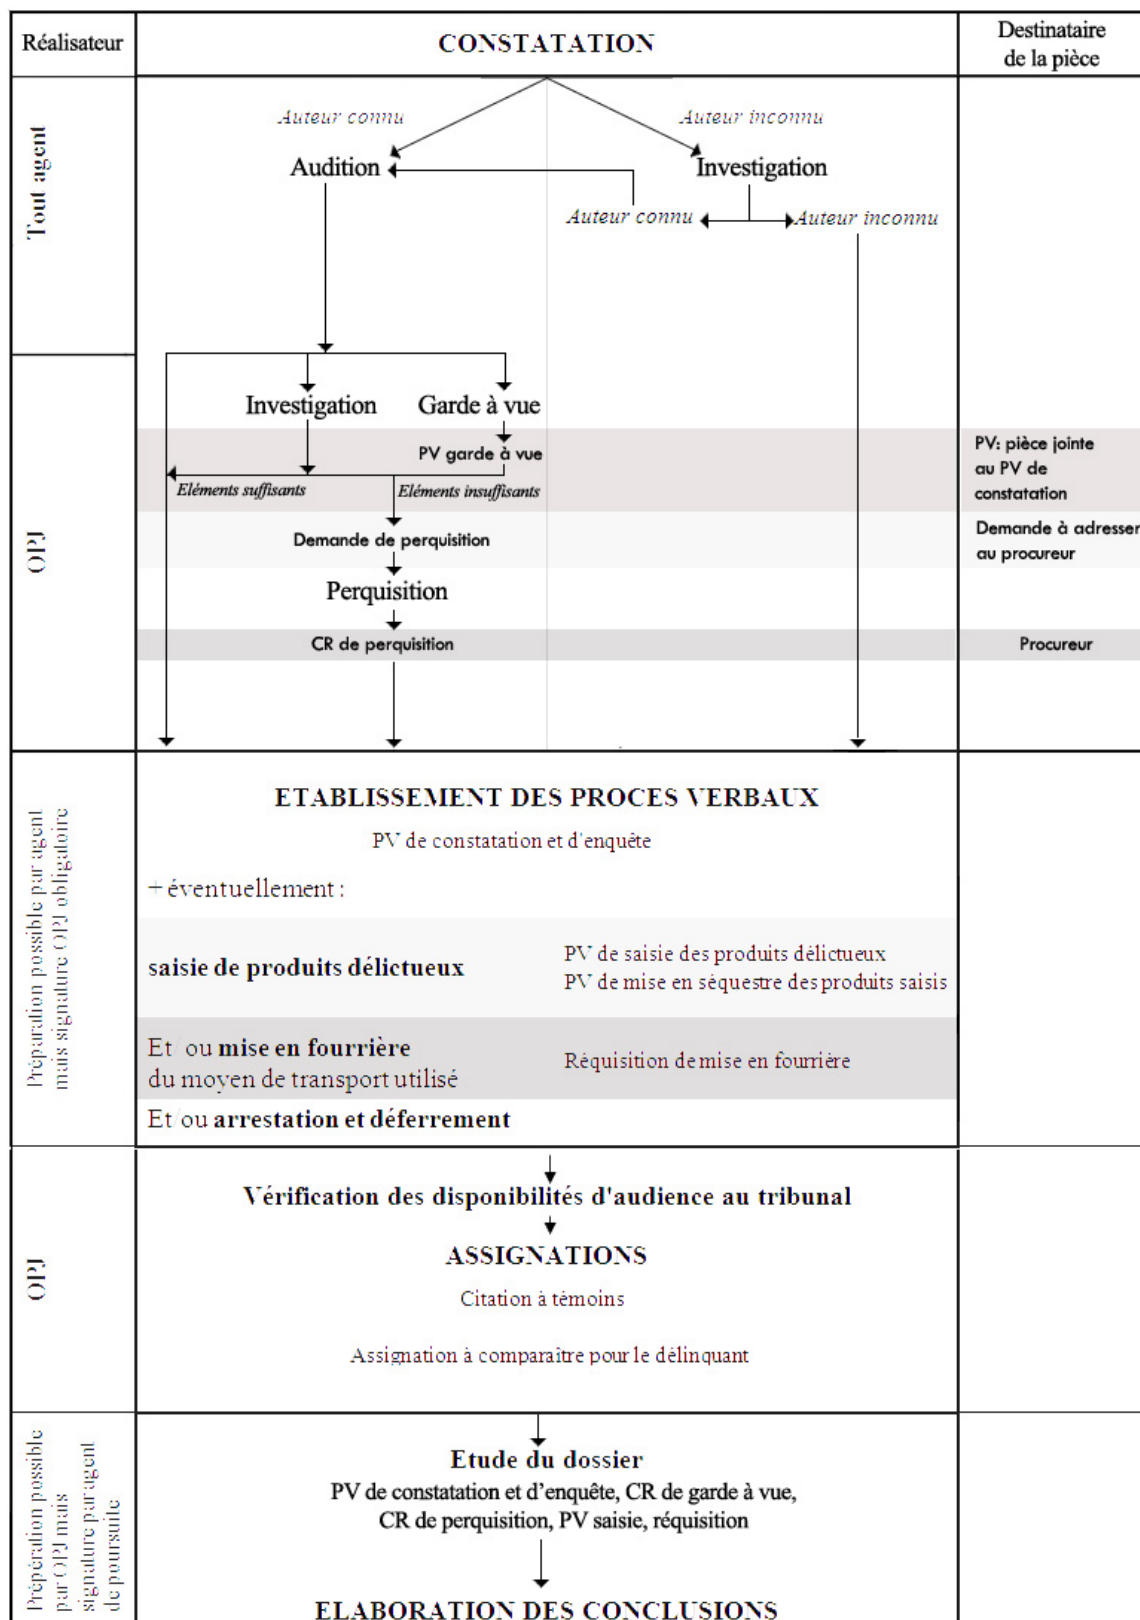 Réalisateur
CONSTATATION
Destinataire
de la pièce
Tout agent
Auteur connu
Auteur inconnu
Audition
Investigation
Auteur connu
Auteur inconnu
OPJ
Investigation
Garde à vue
PV garde à vue
PV: pièce jointe
au PV de
constatation
Eléments suffisants
Eléments insuffisants
Demande de perquisition
Demande à adresser
au procureur
Perquisition
CR de perquisition
Procureur
Préparation possible par agent
mais signature OPJ obligatoire
ETABLISSEMENT DES PROCES VERBAUX
PV de constatation et d'enquête
+ éventuellement :
saisie de produits délictueux
PV de saisie des produits délictueux
PV de mise en séquestre des produits saisis
Et/ou mise en fourrière
du moyen de transport utilisé
Réquisition de mise en fourrière
Et/ou arrestation et déferrement
OPJ
Vérification des disponibilités d'audience au tribunal
ASSIGNATIONS
Citation à témoins
Assignation à comparaître pour le délinquant
Prépération possible
par OPJ mais
signature par agent
de poursuite
Etude du dossier
PV de constatation et d'enquête, CR de garde à vue,
CR de perquisition, PV saisie, réquisition
ELABORATION DES CONCLUSIONS